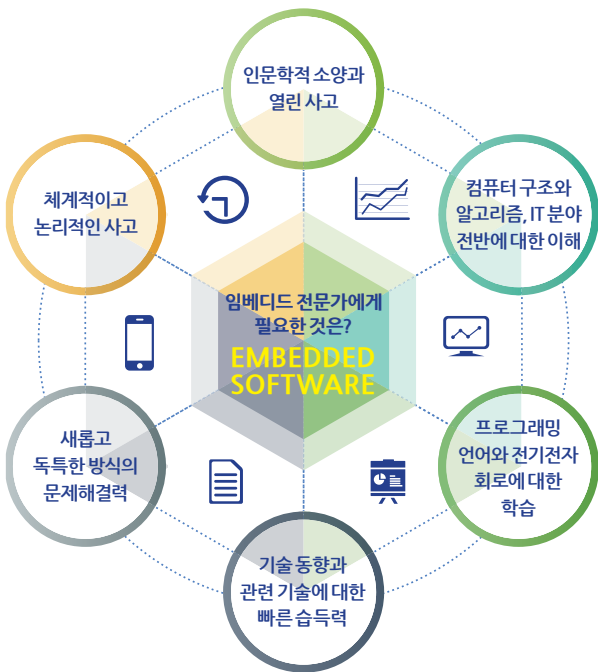 인문학적 소양과
열린 사고
체계적이고
논리적인 사고
컴퓨터 구조와
알고리즘, IT 분야
전반에 대한 이해
임베디드 전문가에게
필요한 것은?
EMBEDDED
SOFTWARE
새롭고
독특한 방식의
문제해결력
프로그래밍
언어와 전기전자
회로에 대한
학습
기술 동향과
관련 기술에 대한
빠른 습득력